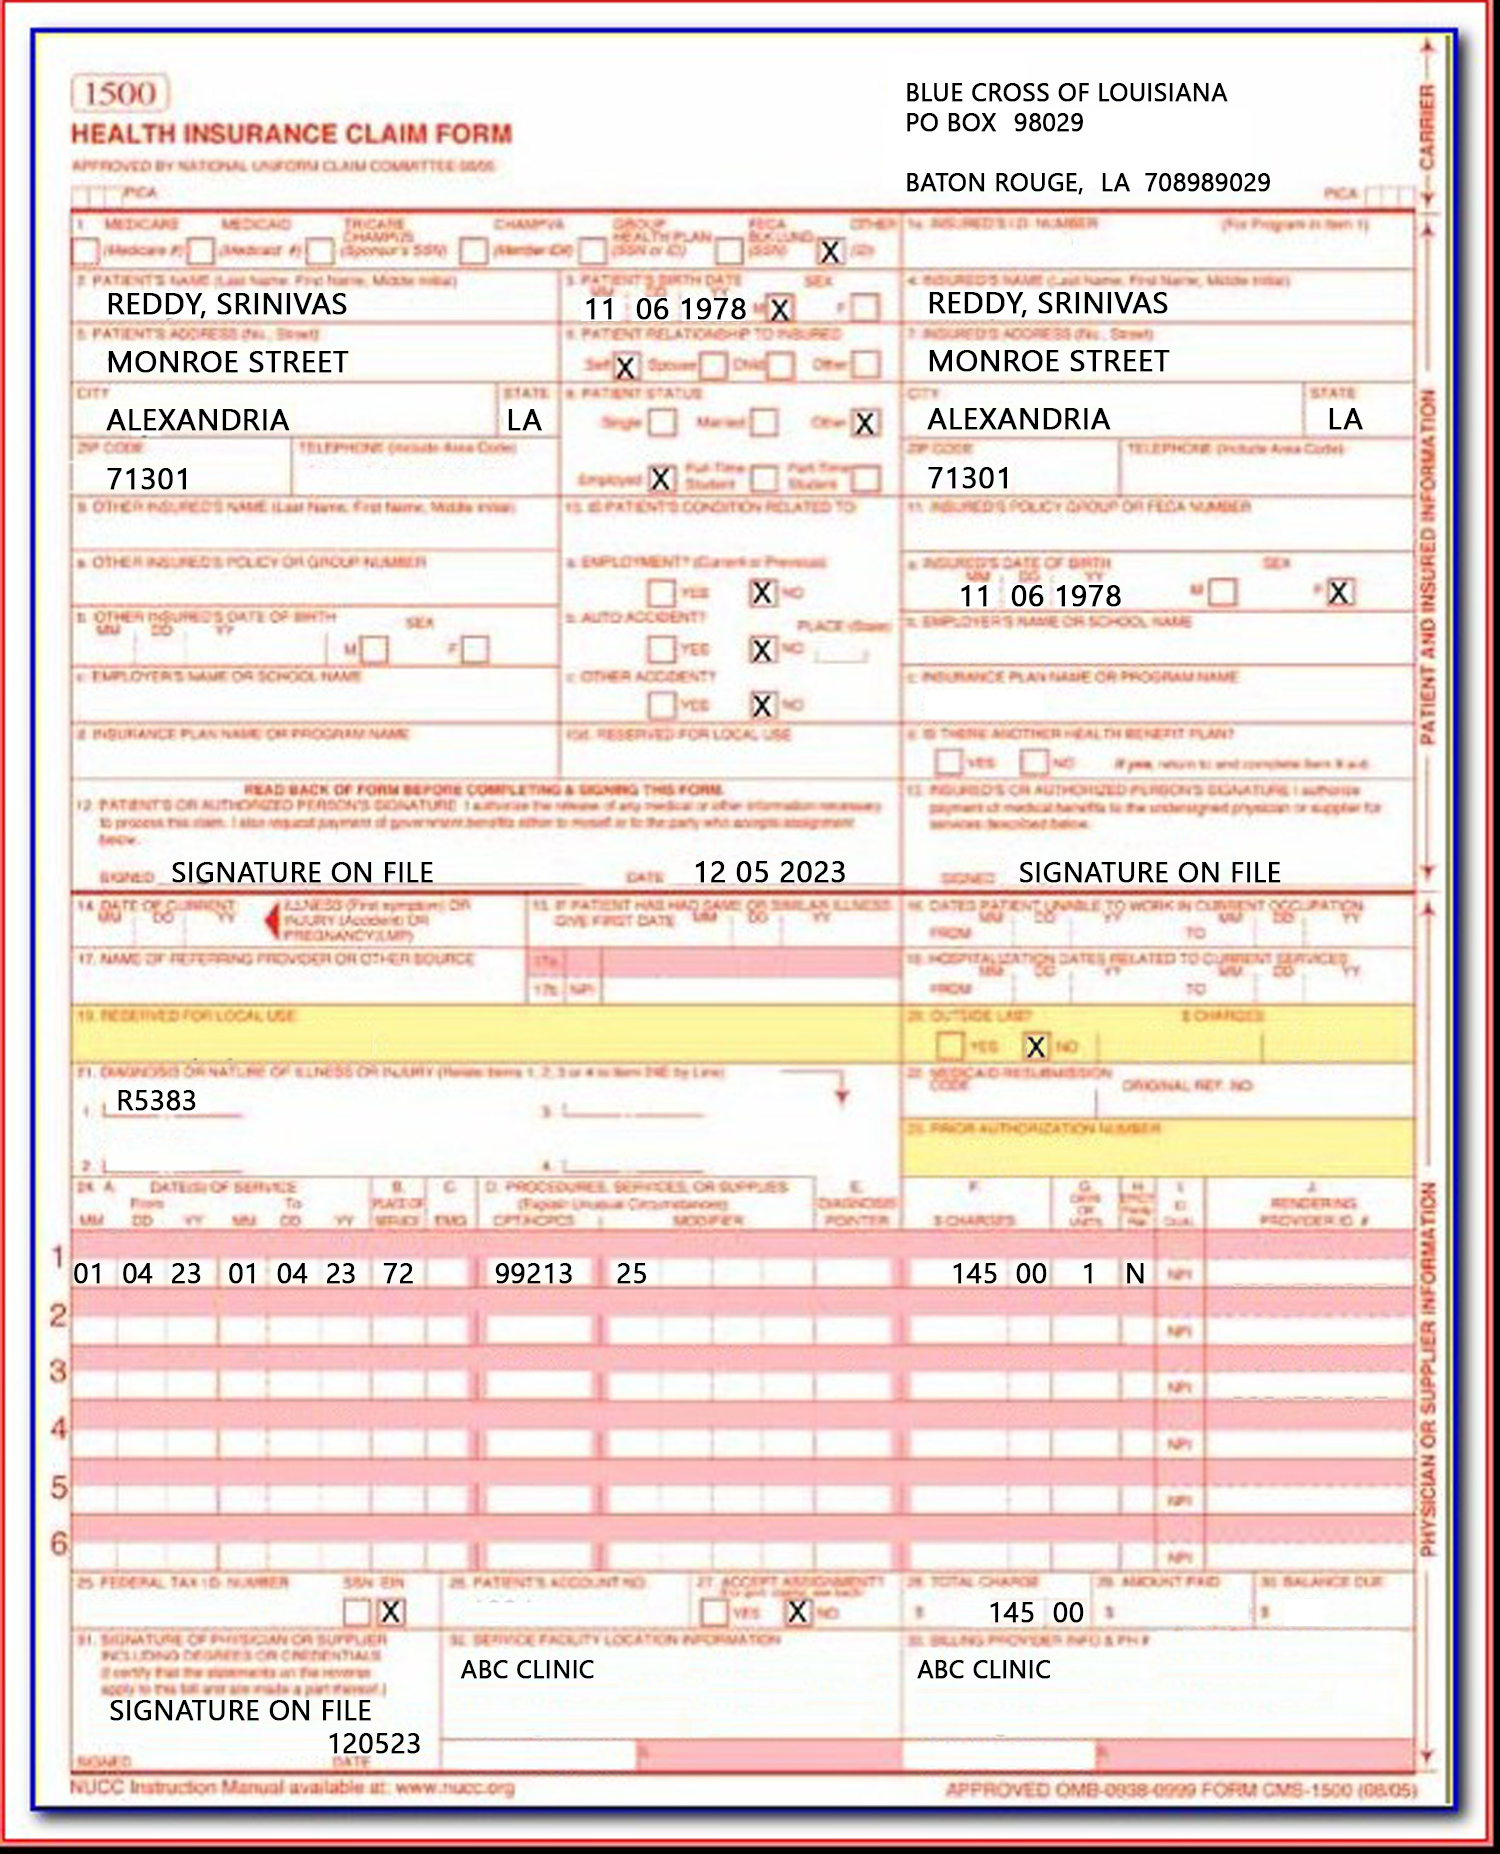 1500
HEALTH INSURANCE CLAIM FORM
APPROVED BY NATIONAL UNIFORM CLAIM COMMITTEE 08/05
PICA
BLUE CROSS OF LOUISIANA
PO BOX 98029
BATON ROUGE, LA 708989029
PICA
CARRIER
1. MEDICARE MEDICAID TRICARE CHAMPUS CHAMPVA GROUP HEALTH PLAN FECA BLK LUNG OTHER
(Medicare #) (Medicaid #) (Sponsor's SSN) (Member ID#) (SSN or ID) (SSN) X (ID)
1a. INSURED'S I.D. NUMBER (For Program in Item 1)
2. PATIENT'S NAME (Last Name, First Name, Middle Initial)
REDDY, SRINIVAS
3. PATIENT'S BIRTH DATE SEX
MM DD YY
11 06 1978 M X F
4. INSURED'S NAME (Last Name, First Name, Middle Initial)
REDDY, SRINIVAS
5. PATIENT'S ADDRESS (No., Street)
MONROE STREET
6. PATIENT RELATIONSHIP TO INSURED
Self X Spouse Child Other
7. INSURED'S ADDRESS (No., Street)
MONROE STREET
CITY STATE
ALEXANDRIA LA
8. PATIENT STATUS
Single Married Other X
CITY STATE
ALEXANDRIA LA
ZIP CODE TELEPHONE (Include Area Code)
71301
Employed X Full-Time Student Part-Time Student
ZIP CODE TELEPHONE (Include Area Code)
71301
9. OTHER INSURED'S NAME (Last Name, First Name, Middle Initial)
10. IS PATIENT'S CONDITION RELATED TO:
11. INSURED'S POLICY GROUP OR FECA NUMBER
a. OTHER INSURED'S POLICY OR GROUP NUMBER
a. EMPLOYMENT? (Current or Previous)
YES X NO
a. INSURED'S DATE OF BIRTH SEX
MM DD YY
11 06 1978 M F X
b. OTHER INSURED'S DATE OF BIRTH SEX
MM DD YY
M F
b. AUTO ACCIDENT? PLACE (State)
YES X NO
b. EMPLOYER'S NAME OR SCHOOL NAME
c. EMPLOYER'S NAME OR SCHOOL NAME
c. OTHER ACCIDENT?
YES X NO
c. INSURANCE PLAN NAME OR PROGRAM NAME
d. INSURANCE PLAN NAME OR PROGRAM NAME
10d. RESERVED FOR LOCAL USE
d. IS THERE ANOTHER HEALTH BENEFIT PLAN?
YES NO If yes, return to and complete item 9 a-d.
PATIENT AND INSURED INFORMATION
READ BACK OF FORM BEFORE COMPLETING & SIGNING THIS FORM.
12. PATIENT'S OR AUTHORIZED PERSON'S SIGNATURE I authorize the release of any medical or other information necessary
to process this claim. I also request payment of government benefits either to myself or to the party who accepts assignment
below.
SIGNED SIGNATURE ON FILE DATE 12 05 2023
13. INSURED'S OR AUTHORIZED PERSON'S SIGNATURE I authorize
payment of medical benefits to the undersigned physician or supplier for
services described below.
SIGNED SIGNATURE ON FILE
14. DATE OF CURRENT:
MM DD YY
ILLNESS (First symptom) OR
INJURY (Accident) OR
PREGNANCY(LMP)
15. IF PATIENT HAS HAD SAME OR SIMILAR ILLNESS
GIVE FIRST DATE MM DD YY
16. DATES PATIENT UNABLE TO WORK IN CURRENT OCCUPATION
MM DD YY MM DD YY
FROM TO
17. NAME OF REFERRING PROVIDER OR OTHER SOURCE
17a.
17b. NPI
18. HOSPITALIZATION DATES RELATED TO CURRENT SERVICES
MM DD YY MM DD YY
FROM TO
19. RESERVED FOR LOCAL USE
20. OUTSIDE LAB? $ CHARGES
YES X NO
21. DIAGNOSIS OR NATURE OF ILLNESS OR INJURY (Relate Items 1, 2, 3 or 4 to Item 24E by Line)
1. R5383
3.
2.
4.
22. MEDICAID RESUBMISSION
CODE ORIGINAL REF. NO.
23. PRIOR AUTHORIZATION NUMBER
24. A. DATE(S) OF SERVICE B. C. D. PROCEDURES, SERVICES, OR SUPPLIES E. F. G. H. I. J.
From To PLACE OF (Explain Unusual Circumstances) DIAGNOSIS DAYS OR UNITS ID. RENDERING
MM DD YY MM DD YY SERVICE EMG CPT/HCPCS MODIFIER POINTER $ CHARGES QUAL. PROVIDER ID. #
1 01 04 23 01 04 23 72 99213 25 145 00 1 N NPI
2 NPI
3 NPI
4 NPI
5 NPI
6 NPI
25. FEDERAL TAX I.D. NUMBER SSN EIN
X
26. PATIENT'S ACCOUNT NO.
27. ACCEPT ASSIGNMENT?
YES X NO
28. TOTAL CHARGE
$ 145 00
29. AMOUNT PAID
$
30. BALANCE DUE
$
31. SIGNATURE OF PHYSICIAN OR SUPPLIER
INCLUDING DEGREES OR CREDENTIALS
(I certify that the statements on the reverse
apply to this bill and are made a part thereof.)
SIGNATURE ON FILE
120523
SIGNED DATE
32. SERVICE FACILITY LOCATION INFORMATION
ABC CLINIC
33. BILLING PROVIDER INFO & PH #
ABC CLINIC
PHYSICIAN OR SUPPLIER INFORMATION
NUCC Instruction Manual available at: www.nucc.org
APPROVED OMB-0938-0999 FORM CMS-1500 (08/05)